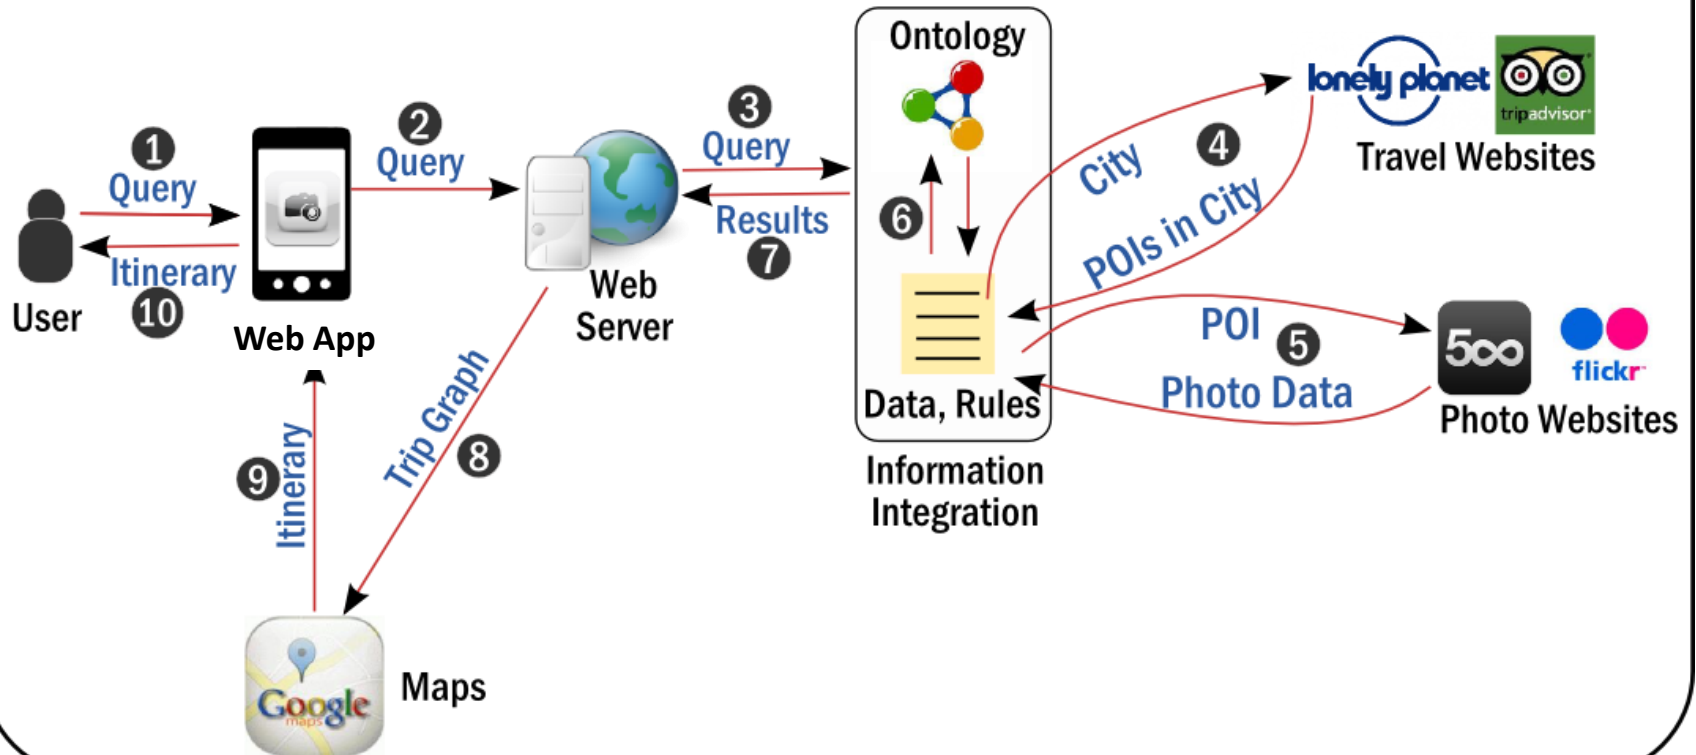 1
Query
Itinerary
10
User
Web App
2
Query
Web
Server
3
Query
Results
7
Ontology
6
Data, Rules
Information
Integration
City
4
POIs in City
lonely planet
tripadvisor
Travel Websites
POI
5
Photo Data
500
flickr
Photo Websites
Trip Graph
8
9
Itinerary
Google
maps
Maps